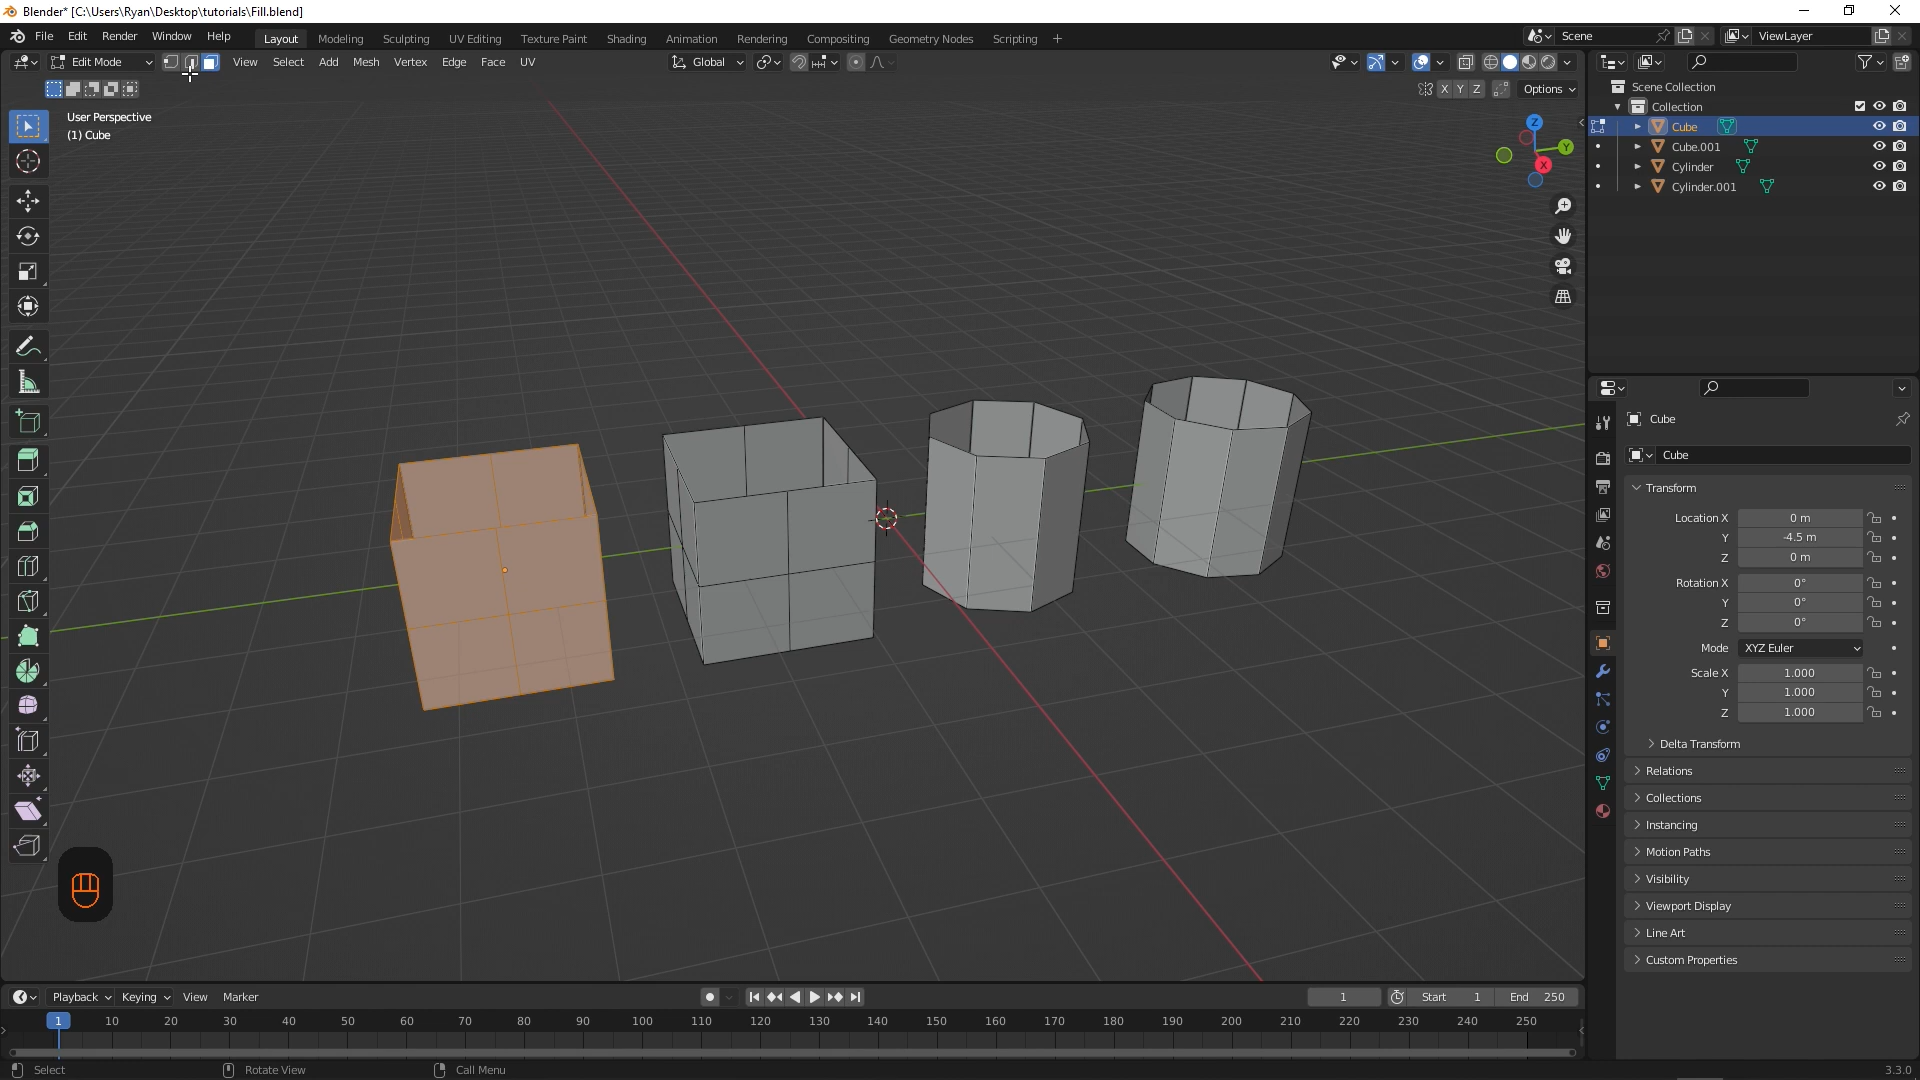 Blender* [C:\Users\Ryan\Desktop\tutorials\Fill.blend]
File Edit Render Window Help Layout Modeling Sculpting UV Editing Texture Paint Shading Animation Rendering Compositing Geometry Nodes Scripting + Scene ViewLayer
Edit Mode View Select Add Mesh Vertex Edge Face UV Global
X Y Z Options
User Perspective
(1) Cube
Z
Y
X
Scene Collection
Collection
Cube
Cube.001
Cylinder
Cylinder.001
Cube
Cube
Transform
Location X 0 m
Y -4.5 m
Z 0 m
Rotation X 0°
Y 0°
Z 0°
Mode XYZ Euler
Scale X 1.000
Y 1.000
Z 1.000
Delta Transform
Relations
Collections
Instancing
Motion Paths
Visibility
Viewport Display
Line Art
Custom Properties
Playback Keying View Marker 1 Start 1 End 250
1 10 20 30 40 50 60 70 80 90 100 110 120 130 140 150 160 170 180 190 200 210 220 230 240 250
Select Rotate View Call Menu 3.3.0